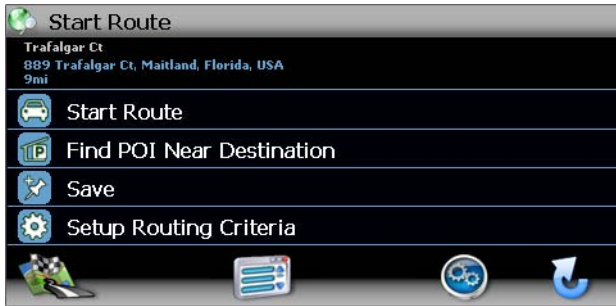 Start Route
Trafalgar Ct
889 Trafalgar Ct, Maitland, Florida, USA
9mi
Start Route
Find POI Near Destination
Save
Setup Routing Criteria